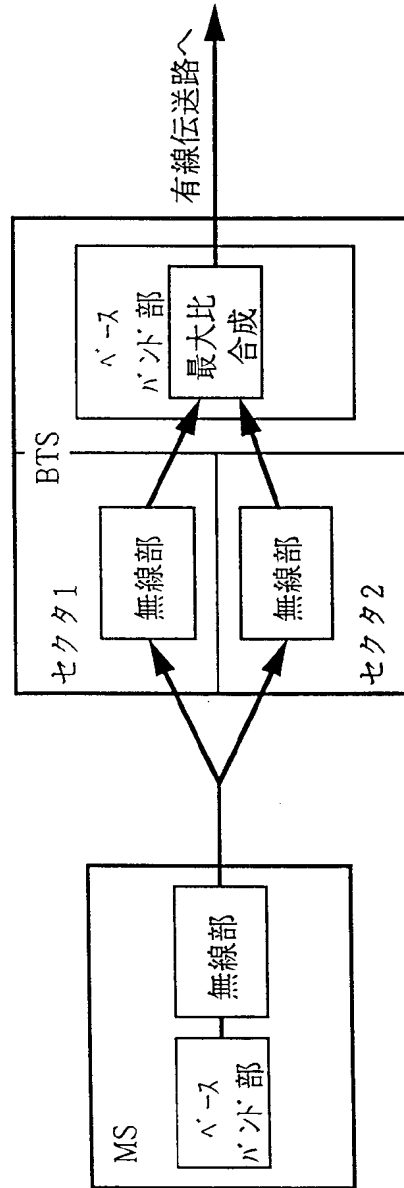 MS
ベース
バンド部
無線部
セクタ1
無線部
セクタ2
無線部
BTS
ベース
バンド部
最大比
合成
有線伝送路へ